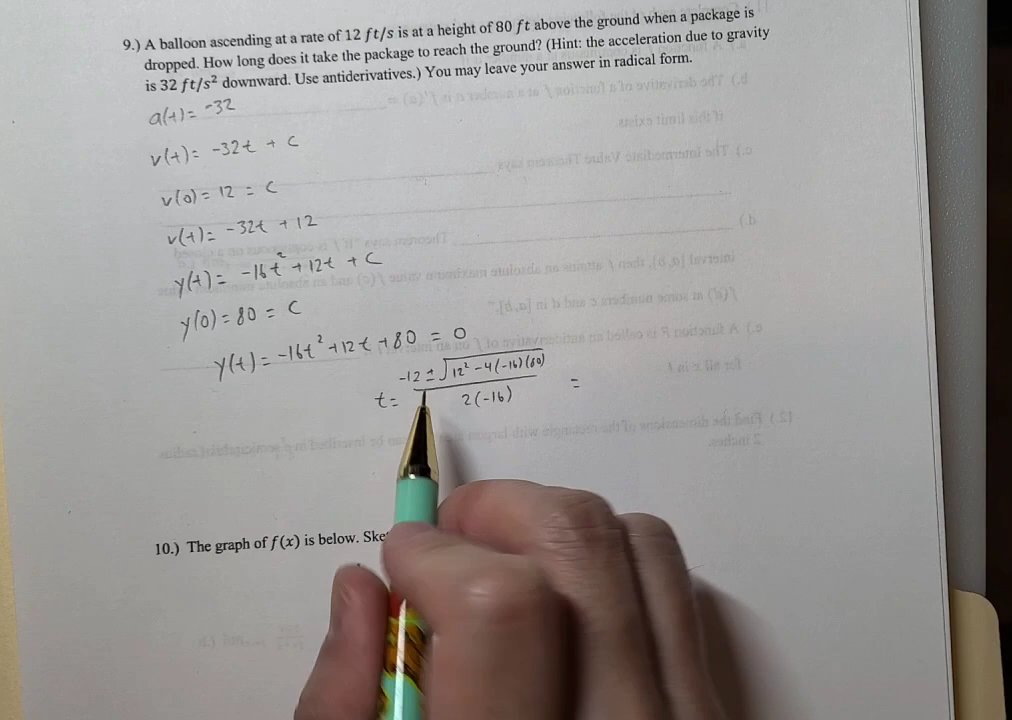 9.) A balloon ascending at a rate of 12 ft/s is at a height of 80 ft above the ground when a package is
dropped. How long does it take the package to reach the ground? (Hint: the acceleration due to gravity
is 32 ft/s² downward. Use antiderivatives.) You may leave your answer in radical form.
a(t)= -32
v(t)= -32t + C
v(0)= 12 = C
v(t)= -32t + 12
y(t)= -16t² + 12t + C
y(0)= 80 = C
y(t)= -16t² + 12t + 80 = 0
t= (-12 ± √(12² - 4(-16)(80))) / 2(-16) =
10.) The graph of f(x) is below. Ske